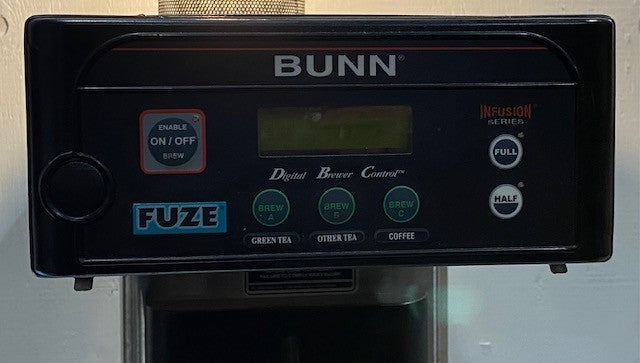 BUNN®
ENABLE
ON / OFF
BREW
INFUSION
SERIES
FULL
HALF
Digital Brewer Control™
BREW
A
BREW
B
BREW
C
GREEN TEA
OTHER TEA
COFFEE
FUZE